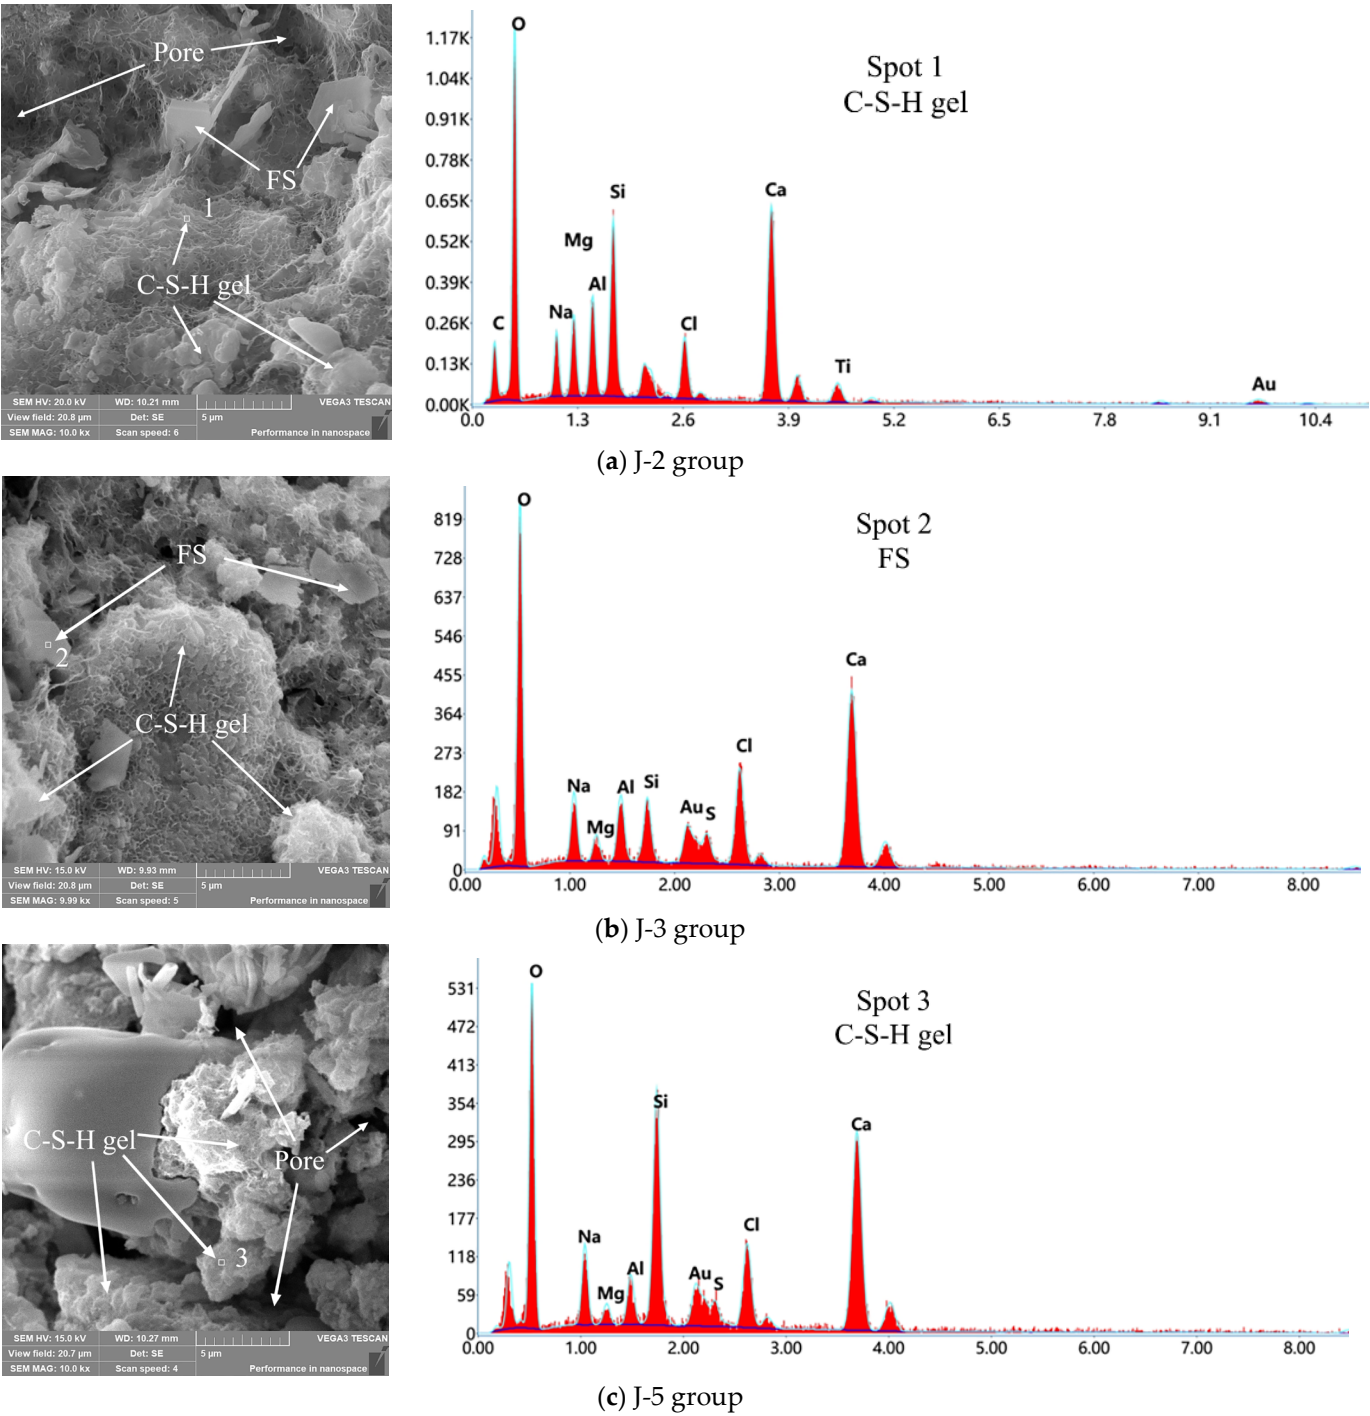 Pore
FS
1
C-S-H gel
SEM HV: 20.0 kV WD: 10.21 mm VEGA3 TESCAN
View field: 20.8 µm Det: SE 5 µm
SEM MAG: 10.0 kx Scan speed: 6 Performance in nanospace
Spot 1
C-S-H gel
O
1.17K
1.04K
0.91K
0.78K
0.65K
0.52K
0.39K
0.26K
0.13K
0.00K
C Na Mg Al Si Cl Ca Ti Au
0.0 1.3 2.6 3.9 5.2 6.5 7.8 9.1 10.4
(a) J-2 group
FS
2
C-S-H gel
SEM HV: 15.0 kV WD: 9.93 mm VEGA3 TESCAN
View field: 20.8 µm Det: SE 5 µm
SEM MAG: 9.99 kx Scan speed: 5 Performance in nanospace
Spot 2
FS
O
819
728
637
546
455
364
273
182
91
0
Na Mg Al Si Au S Cl Ca
0.00 1.00 2.00 3.00 4.00 5.00 6.00 7.00 8.00
(b) J-3 group
C-S-H gel
Pore
3
SEM HV: 15.0 kV WD: 10.27 mm VEGA3 TESCAN
View field: 20.7 µm Det: SE 5 µm
SEM MAG: 10.0 kx Scan speed: 4 Performance in nanospace
Spot 3
C-S-H gel
O
531
472
413
354
295
236
177
118
59
0
Na Mg Al Si Au S Cl Ca
0.00 1.00 2.00 3.00 4.00 5.00 6.00 7.00 8.00
(c) J-5 group